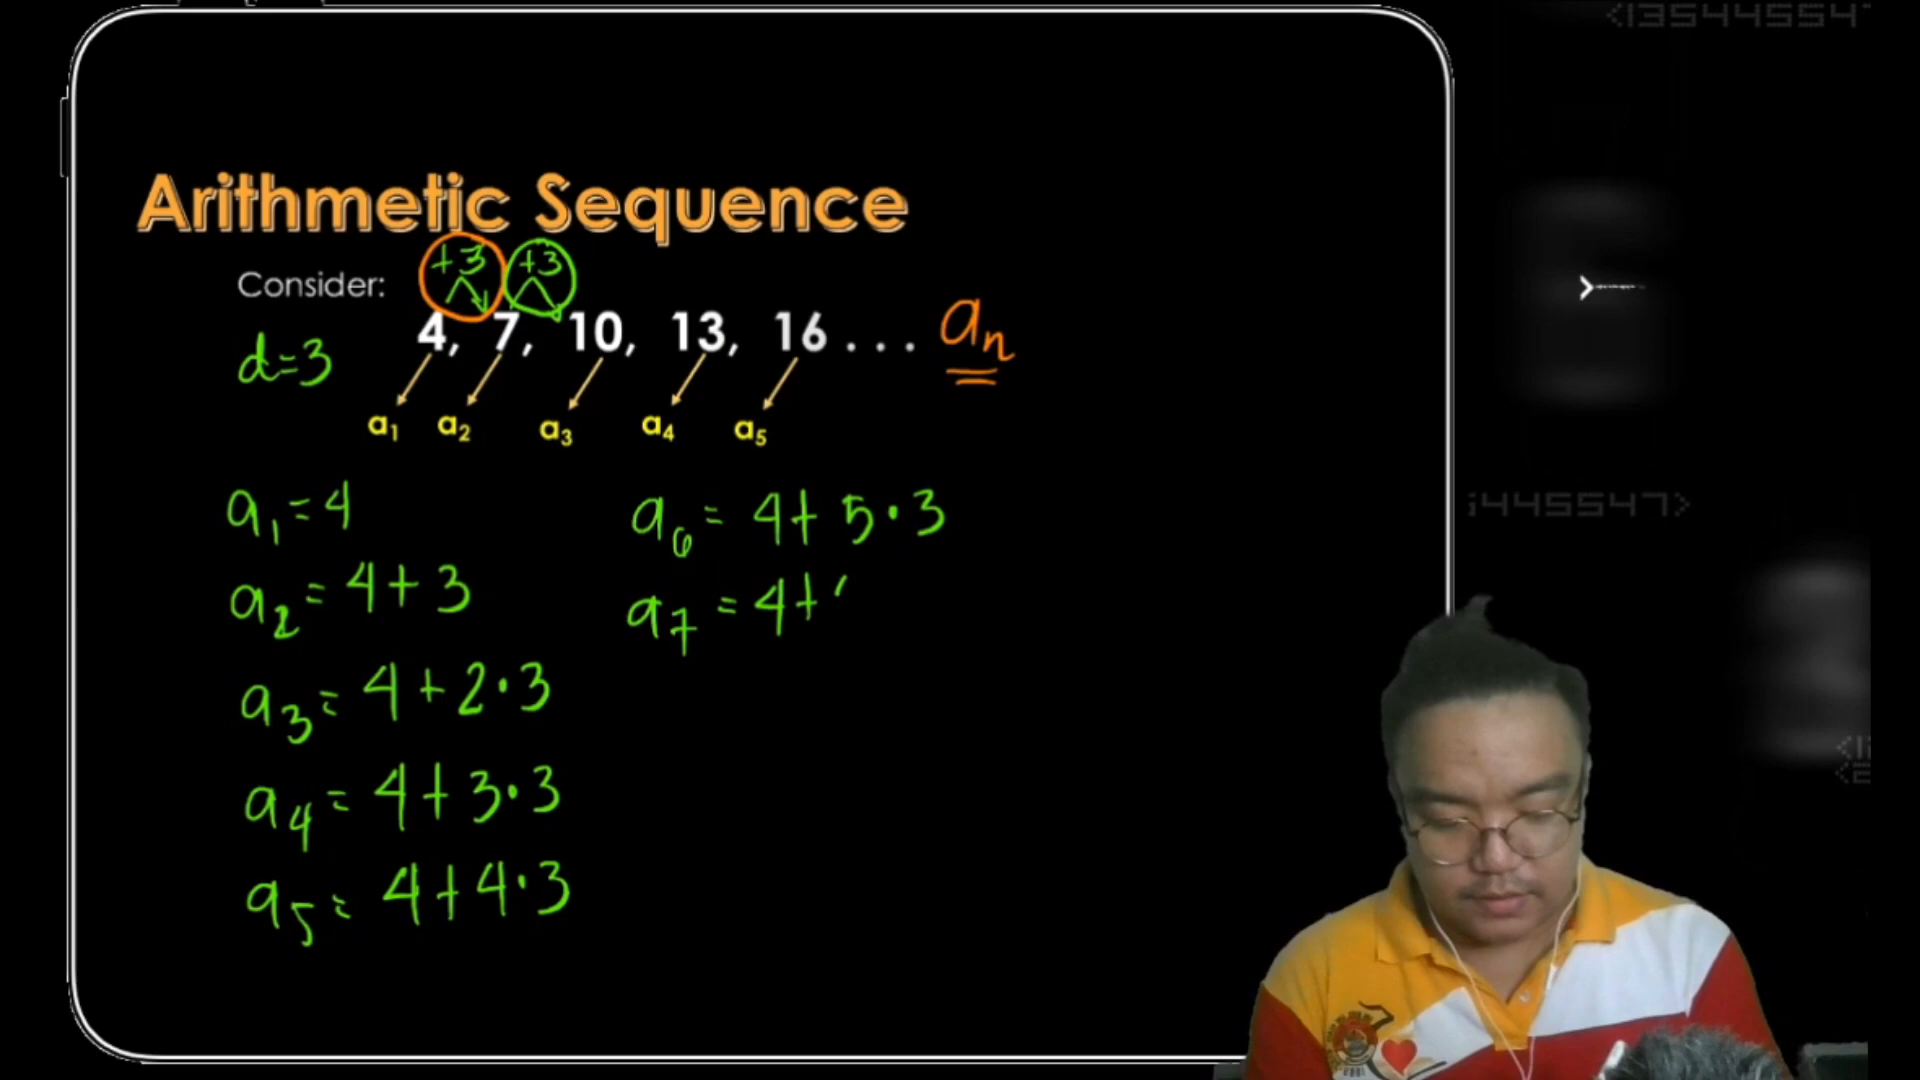 <13544554
Arithmetic Sequence
+3 +3
Consider:
4, 7, 10, 13, 16 . . . aₙ
d=3
a₁ a₂ a₃ a₄ a₅
445547>
a₁ = 4
a₂ = 4 + 3
a₃ = 4 + 2·3
a₄ = 4 + 3·3
a₅ = 4 + 4·3
a₆ = 4 + 5·3
a₇ = 4 +